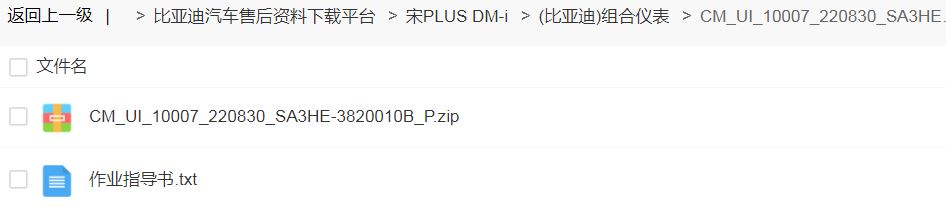 返回上一级 | > 比亚迪汽车售后资料下载平台 > 宋PLUS DM-i > (比亚迪)组合仪表 > CM_UI_10007_220830_SA3HE.
文件名
CM_UI_10007_220830_SA3HE-3820010B_P.zip
作业指导书.txt